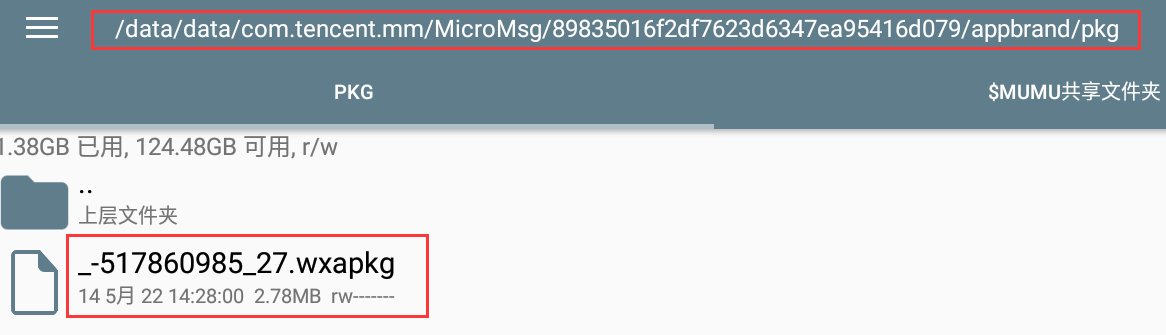 /data/data/com.tencent.mm/MicroMsg/89835016f2df7623d6347ea95416d079/appbrand/pkg
PKG
$MUMU共享文件夹
1.38GB 已用, 124.48GB 可用, r/w
..
上层文件夹
_-517860985_27.wxapkg
14 5月 22 14:28:00 2.78MB rw-------